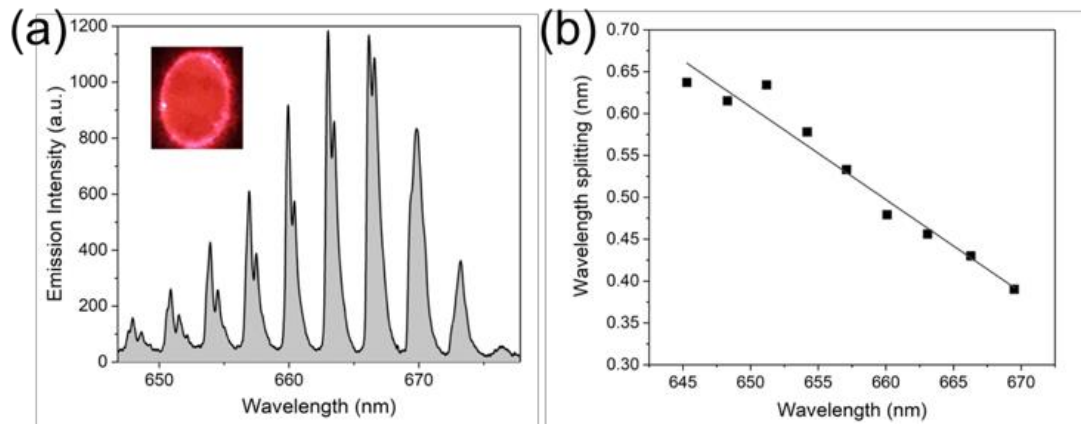 (a)
1200
1000
800
600
400
200
0
Emission Intensity (a.u.)
650 660 670
Wavelength (nm)
(b)
0.70
0.65
0.60
0.55
0.50
0.45
0.40
0.35
0.30
Wavelength splitting (nm)
645 650 655 660 665 670
Wavelength (nm)